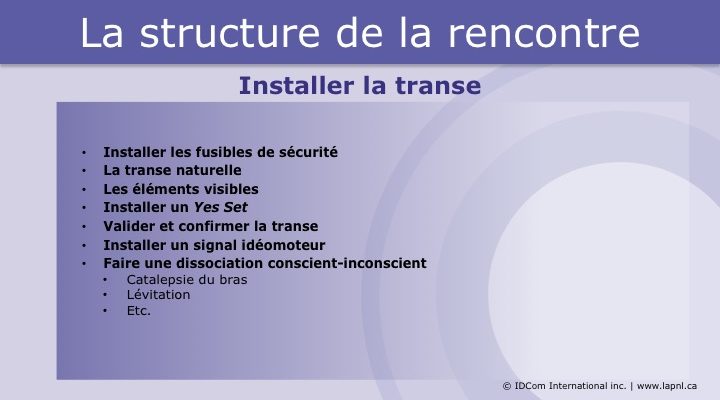 La structure de la rencontre
Installer la transe
• Installer les fusibles de sécurité
• La transe naturelle
• Les éléments visibles
• Installer un Yes Set
• Valider et confirmer la transe
• Installer un signal idéomoteur
• Faire une dissociation conscient-inconscient
• Catalepsie du bras
• Lévitation
• Etc.
© IDCom International inc. | www.lapnl.ca